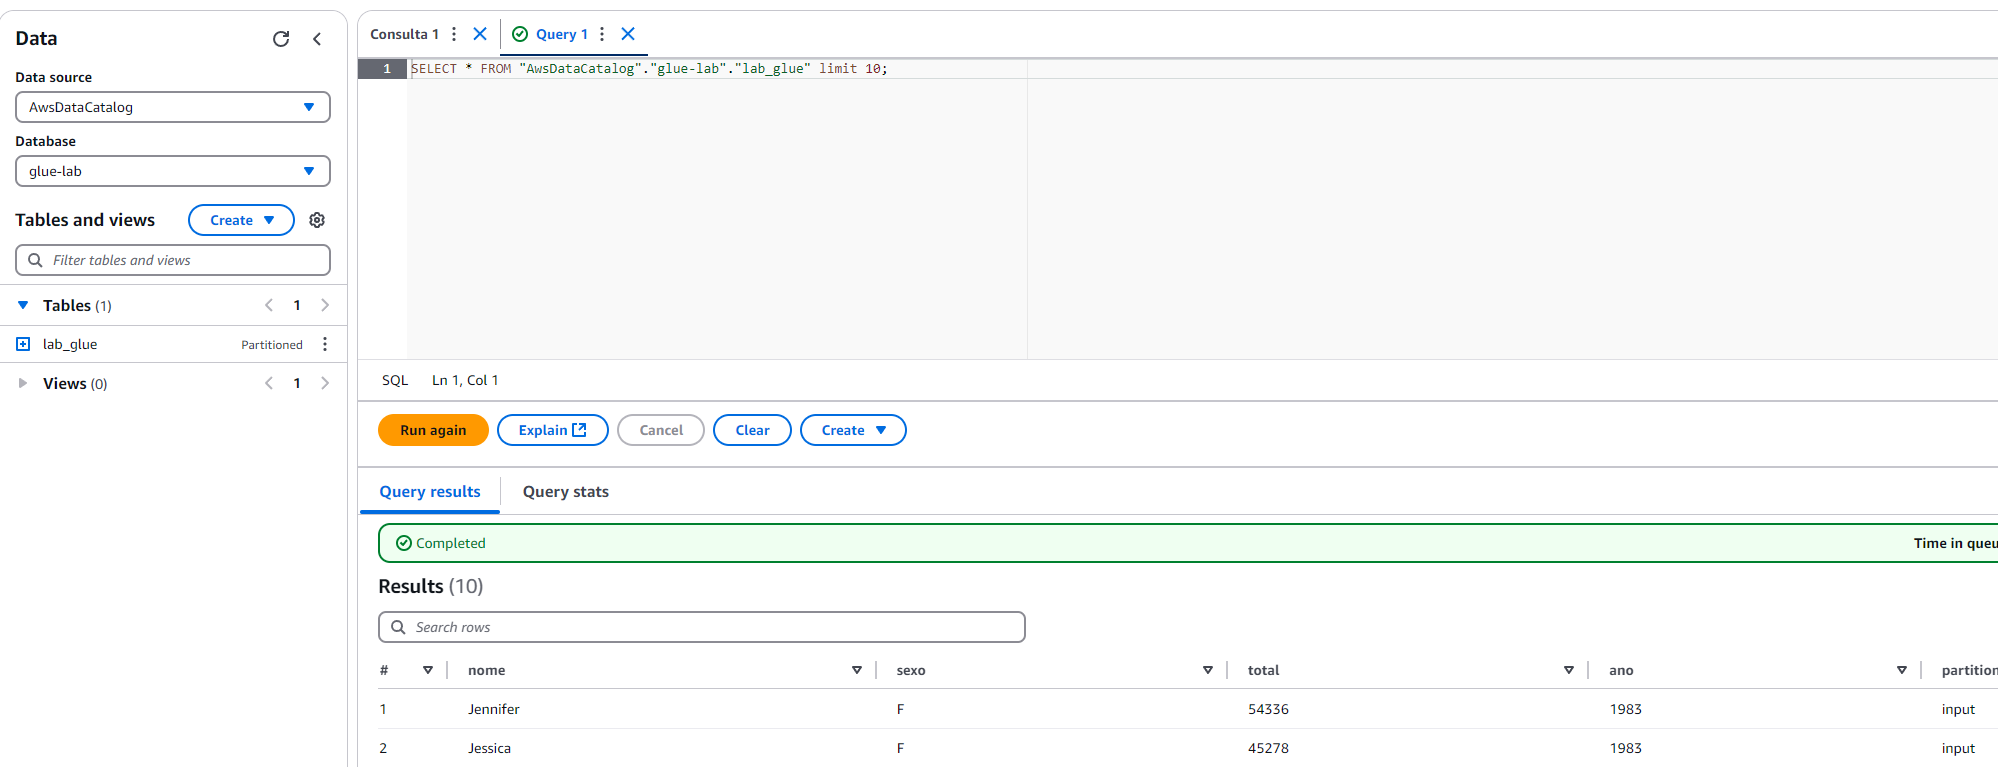 Data
Data source
AwsDataCatalog
Database
glue-lab
Tables and views
Create
Filter tables and views
Tables (1)
1
lab_glue
Partitioned
Views (0)
1
Consulta 1
Query 1
1 SELECT * FROM "AwsDataCatalog"."glue-lab"."lab_glue" limit 10;
SQL Ln 1, Col 1
Run again
Explain
Cancel
Clear
Create
Query results
Query stats
Completed
Time in queu
Results (10)
Search rows
# nome sexo total ano partition
1 Jennifer F 54336 1983 input
2 Jessica F 45278 1983 input